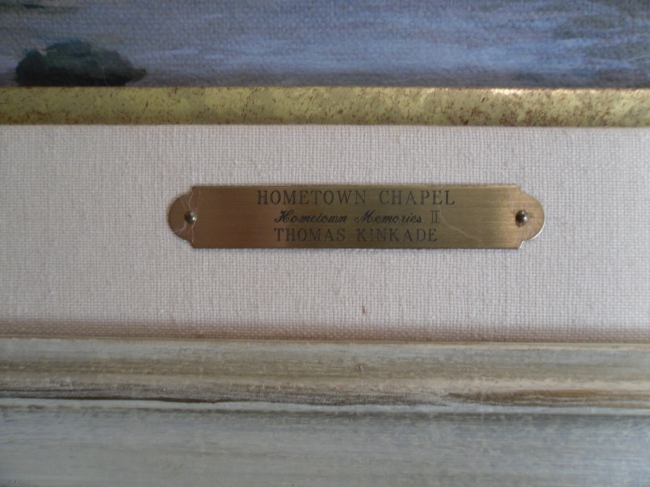 HOMETOWN CHAPEL
Hometown Memories II
THOMAS KINKADE